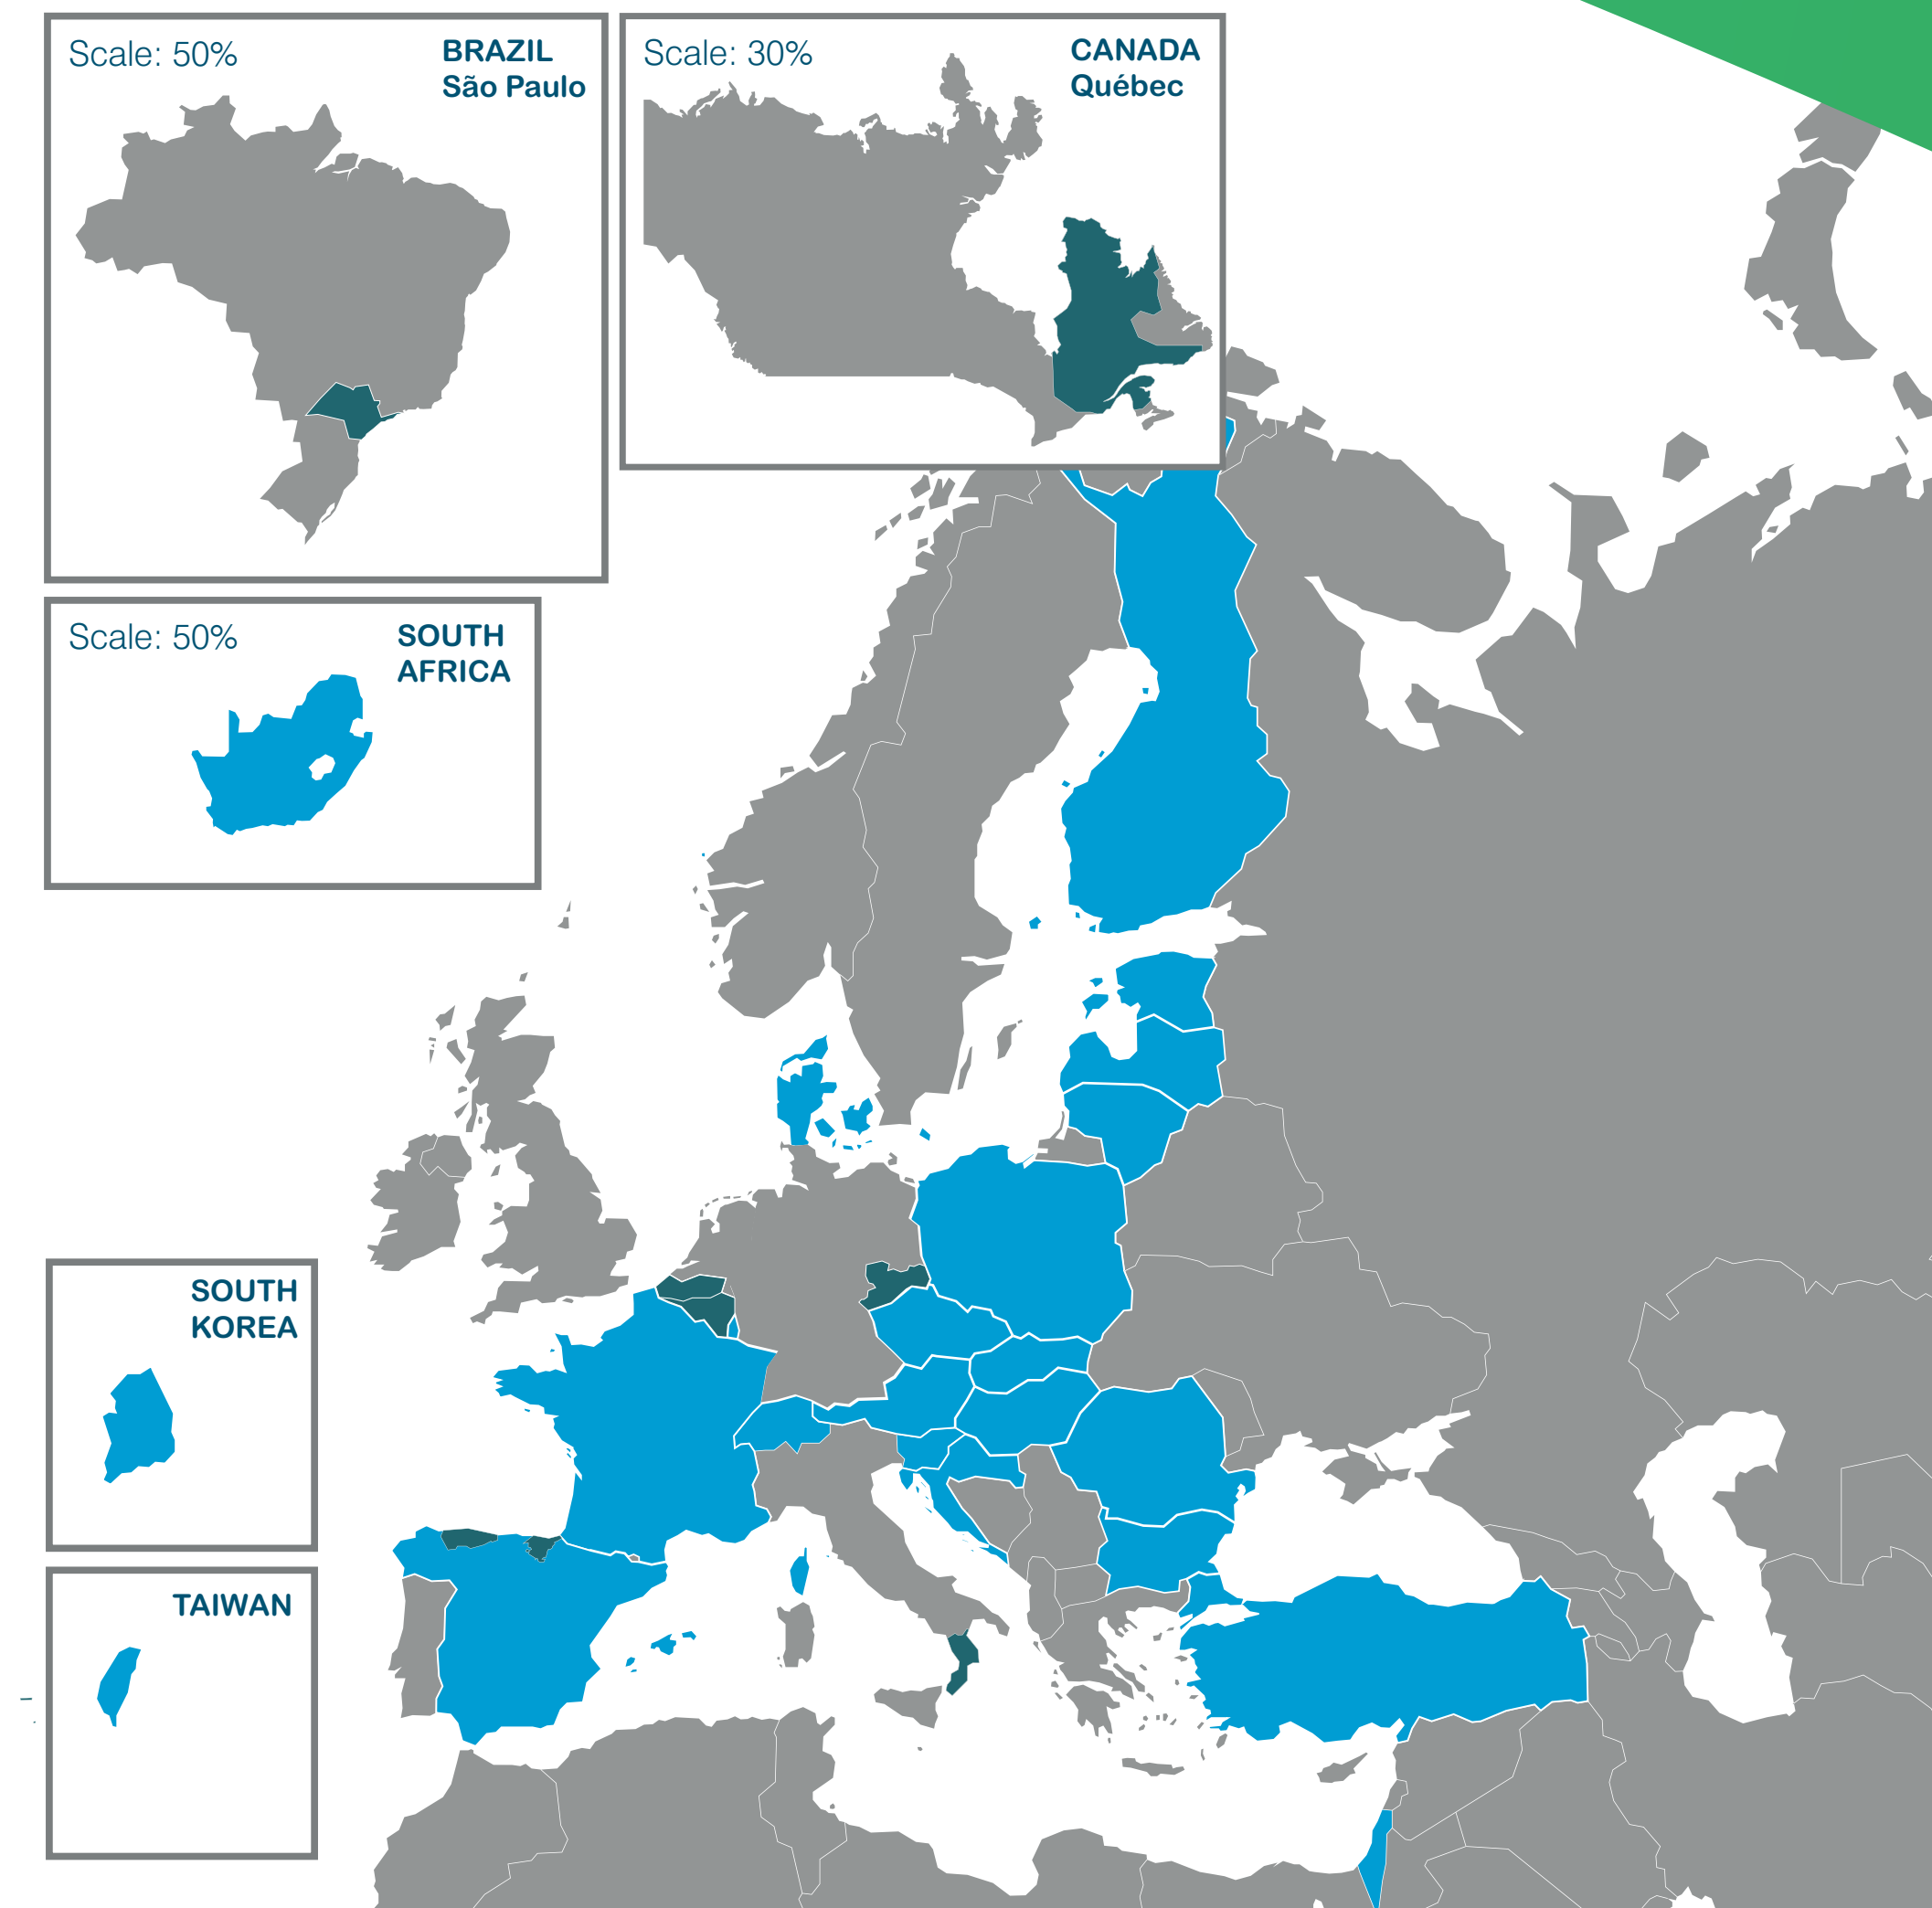 Scale: 50%
BRAZIL
São Paulo
Scale: 30%
CANADA
Québec
Scale: 50%
SOUTH
AFRICA
SOUTH
KOREA
TAIWAN